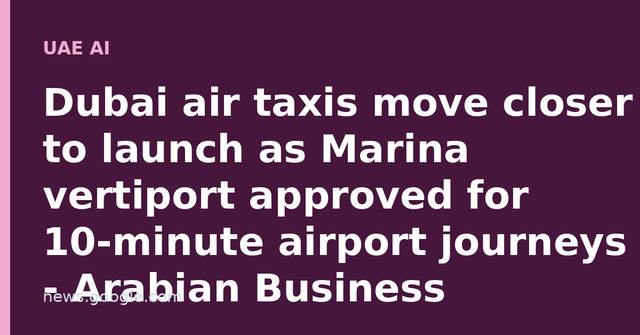 UAE AI
Dubai air taxis move closer
to launch as Marina
vertiport approved for
10-minute airport journeys
- Arabian Business
news.google.com